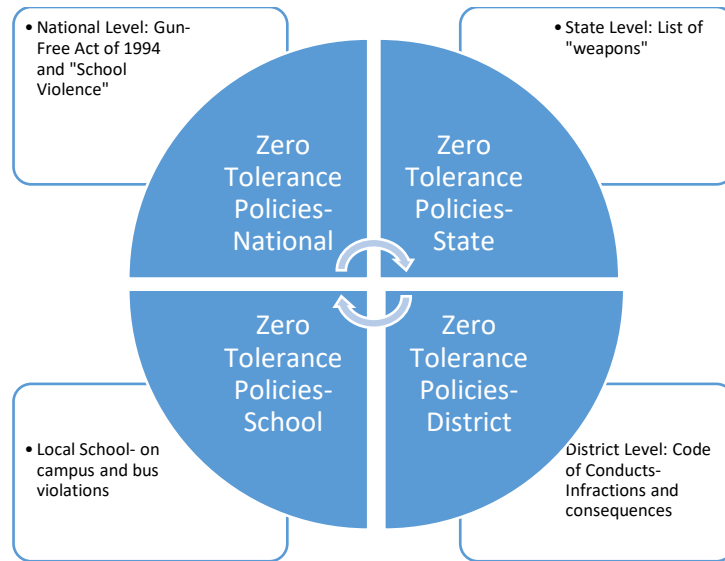 • National Level: Gun-
Free Act of 1994
and "School
Violence"
• State Level: List of
"weapons"
Zero
Tolerance
Policies-
National
Zero
Tolerance
Policies-
State
Zero
Tolerance
Policies-
School
Zero
Tolerance
Policies-
District
• Local School- on
campus and bus
violations
District Level: Code
of Conducts-
Infractions and
consequences